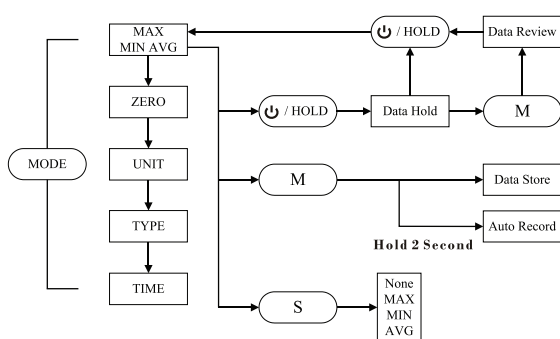 MAX
MIN AVG
/ HOLD
Data Review
ZERO
/ HOLD
Data Hold
M
MODE
UNIT
M
Data Store
TYPE
Auto Record
Hold 2 Second
TIME
S
None
MAX
MIN
AVG